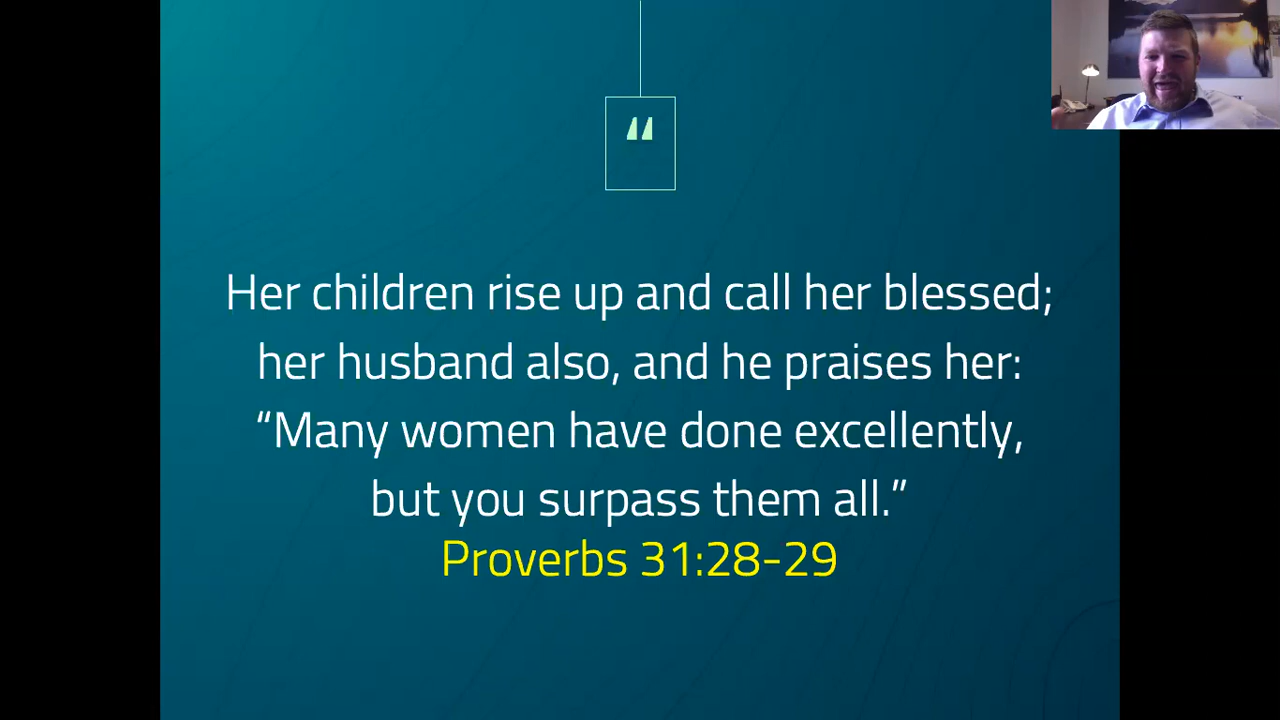 “
Her children rise up and call her blessed;
her husband also, and he praises her:
“Many women have done excellently,
but you surpass them all.”
Proverbs 31:28-29